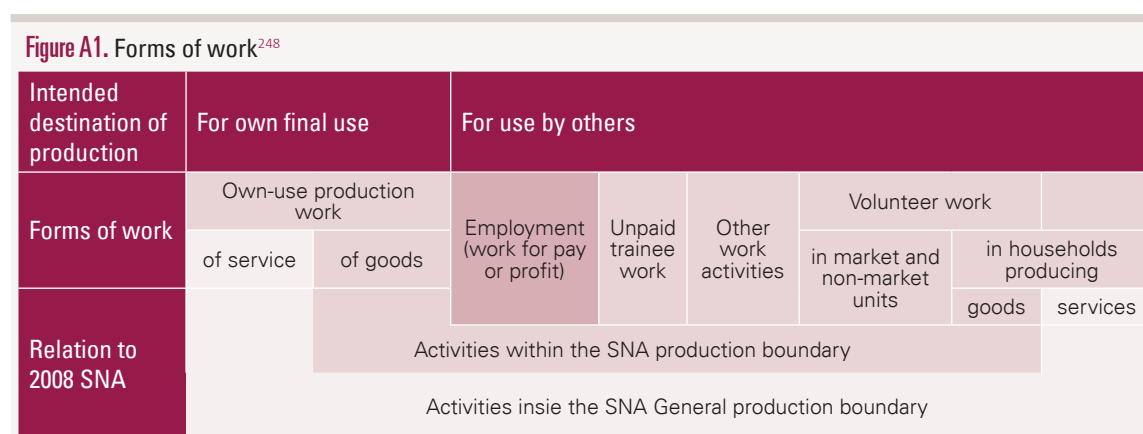 Figure A1. Forms of work248
Intended
destination of
production
For own final use
For use by others
Forms of work
Own-use production
work
of service
of goods
Employment
(work for pay
or profit)
Unpaid
trainee
work
Other
work
activities
Volunteer work
in market and
non-market
units
in households
producing
goods
services
Relation to
2008 SNA
Activities within the SNA production boundary
Activities insie the SNA General production boundary